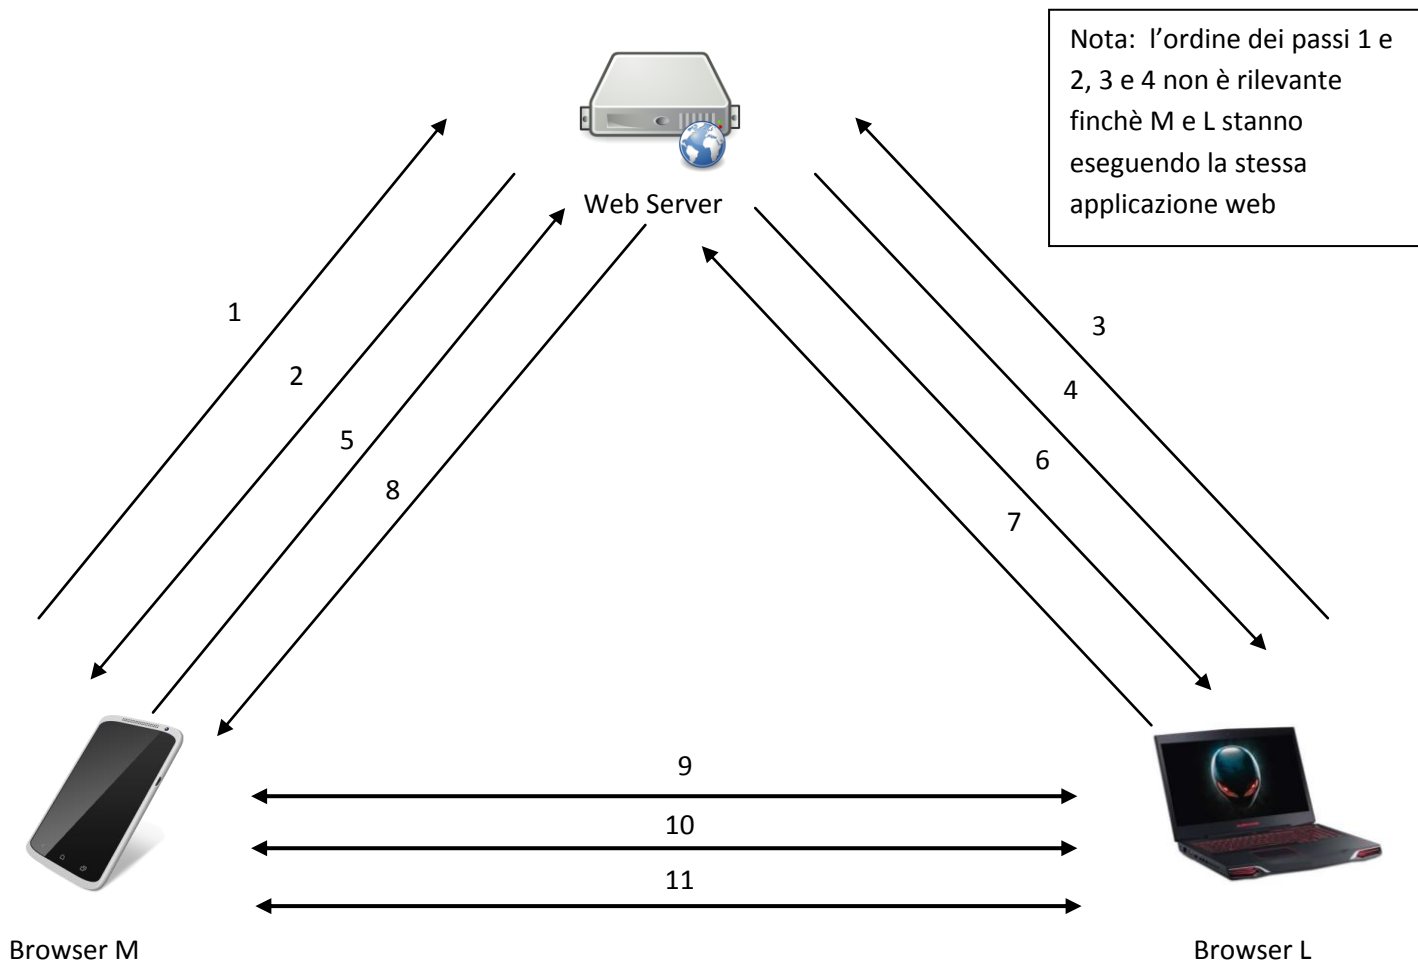 Nota: l'ordine dei passi 1 e
2, 3 e 4 non è rilevante
finchè M e L stanno
eseguendo la stessa
applicazione web
Web Server
1
2
5
8
3
4
6
7
9
10
11
Browser M
Browser L